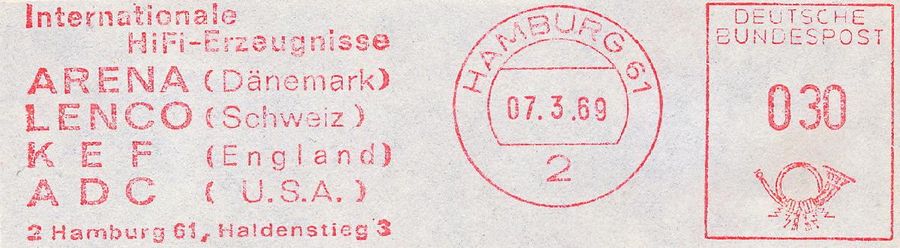 Internationale
HiFi-Erzeugnisse
ARENA (Dänemark)
LENCO (Schweiz)
KEF (England)
ADC (U.S.A.)
2 Hamburg 61, Haldenstieg 3
HAMBURG 61
07.3.69
2
DEUTSCHE
BUNDESPOST
030